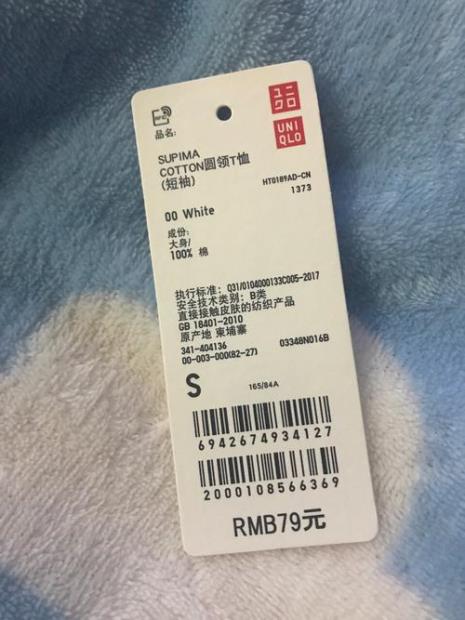 ユニ
クロ
UNI
QLO
品名:
SUPIMA
COTTON圆领T恤
(短袖)
HT0189AD-CN
1373
00 White
成份:
大身/
100% 棉
执行标准: Q31/0104000133C005-2017
安全技术类别: B类
直接接触皮肤的纺织产品
GB 18401-2010
原产地 柬埔寨
341-404136
00-003-000(82-27)
03348N016B
S
165/84A
6942674934127
2000108566369
RMB79元